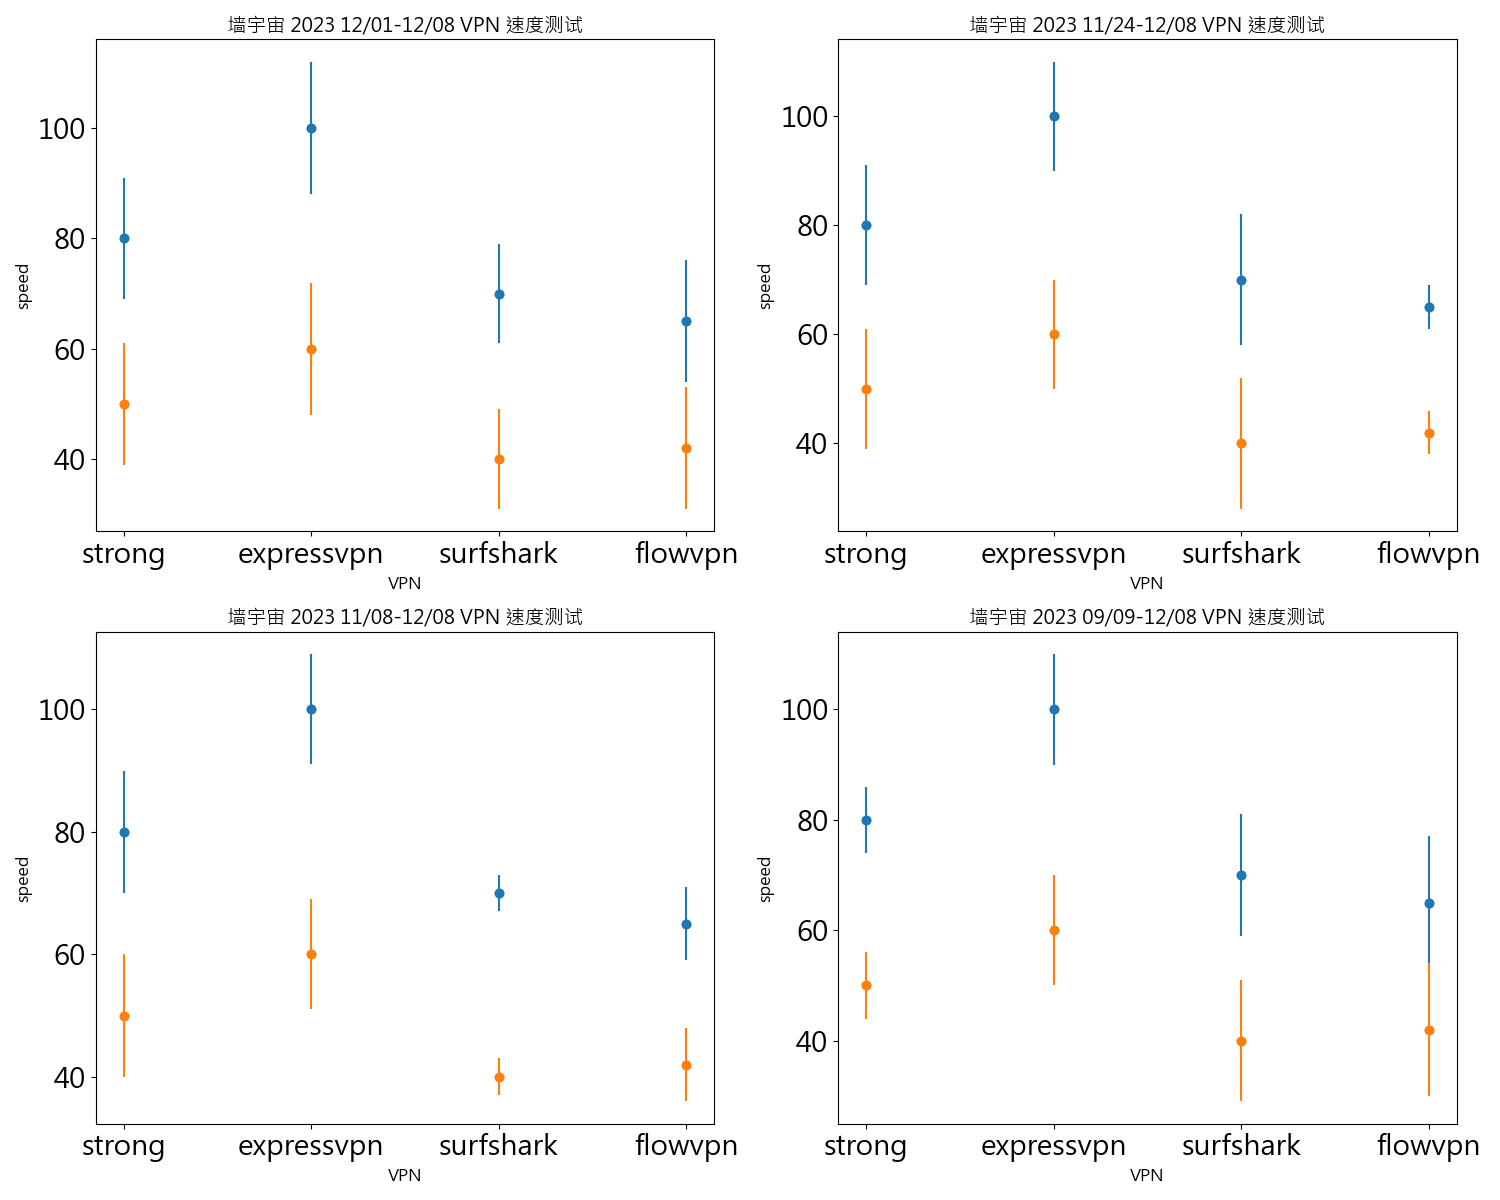 墙宇宙 2023 12/01-12/08 VPN 速度测试
100
80
60
40
speed
strong expressvpn surfshark flowvpn
VPN
墙宇宙 2023 11/24-12/08 VPN 速度测试
100
80
60
40
speed
strong expressvpn surfshark flowvpn
VPN
墙宇宙 2023 11/08-12/08 VPN 速度测试
100
80
60
40
speed
strong expressvpn surfshark flowvpn
VPN
墙宇宙 2023 09/09-12/08 VPN 速度测试
100
80
60
40
speed
strong expressvpn surfshark flowvpn
VPN